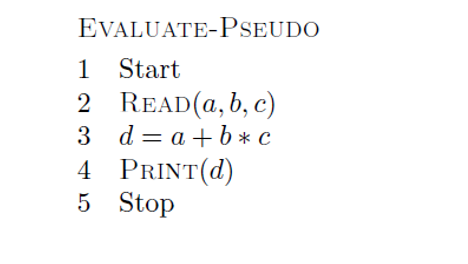 EVALUATE-PSEUDO
1 Start
2 READ(a, b, c)
3 d = a + b * c
4 PRINT(d)
5 Stop